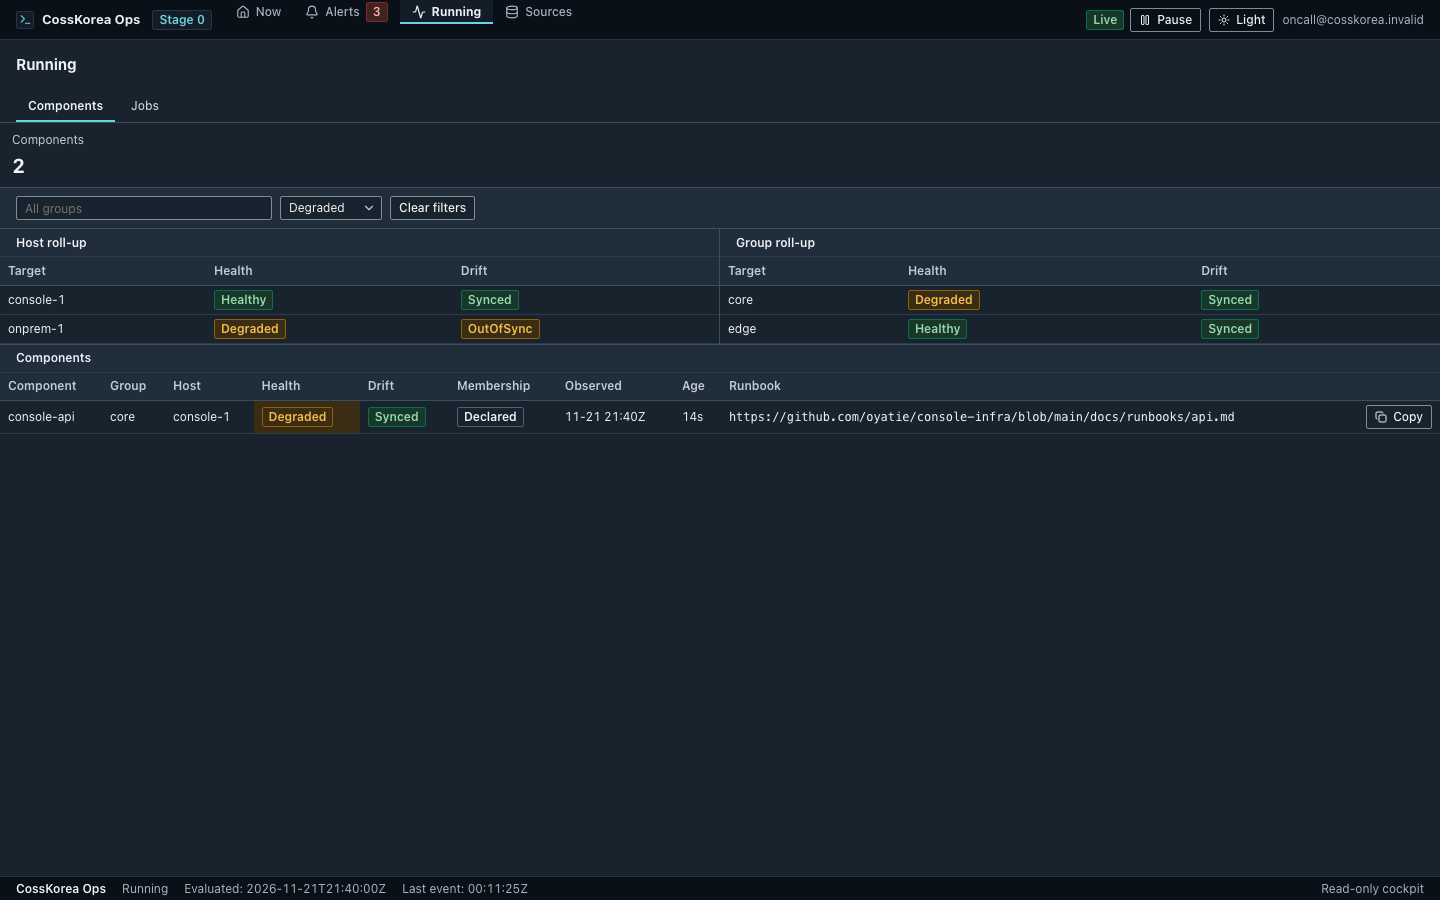 CossKorea Ops Stage 0 Now Alerts 3 Running Sources Live Pause Light oncall@cosskorea.invalid
Running
Components Jobs
Components
2
All groups Degraded Clear filters
Host roll-up Group roll-up
Target Health Drift Target Health Drift
console-1 Healthy Synced core Degraded Synced
onprem-1 Degraded OutOfSync edge Healthy Synced
Components
Component Group Host Health Drift Membership Observed Age Runbook
console-api core console-1 Degraded Synced Declared 11-21 21:40Z 14s https://github.com/oyatie/console-infra/blob/main/docs/runbooks/api.md Copy
CossKorea Ops Running Evaluated: 2026-11-21T21:40:00Z Last event: 00:11:25Z Read-only cockpit